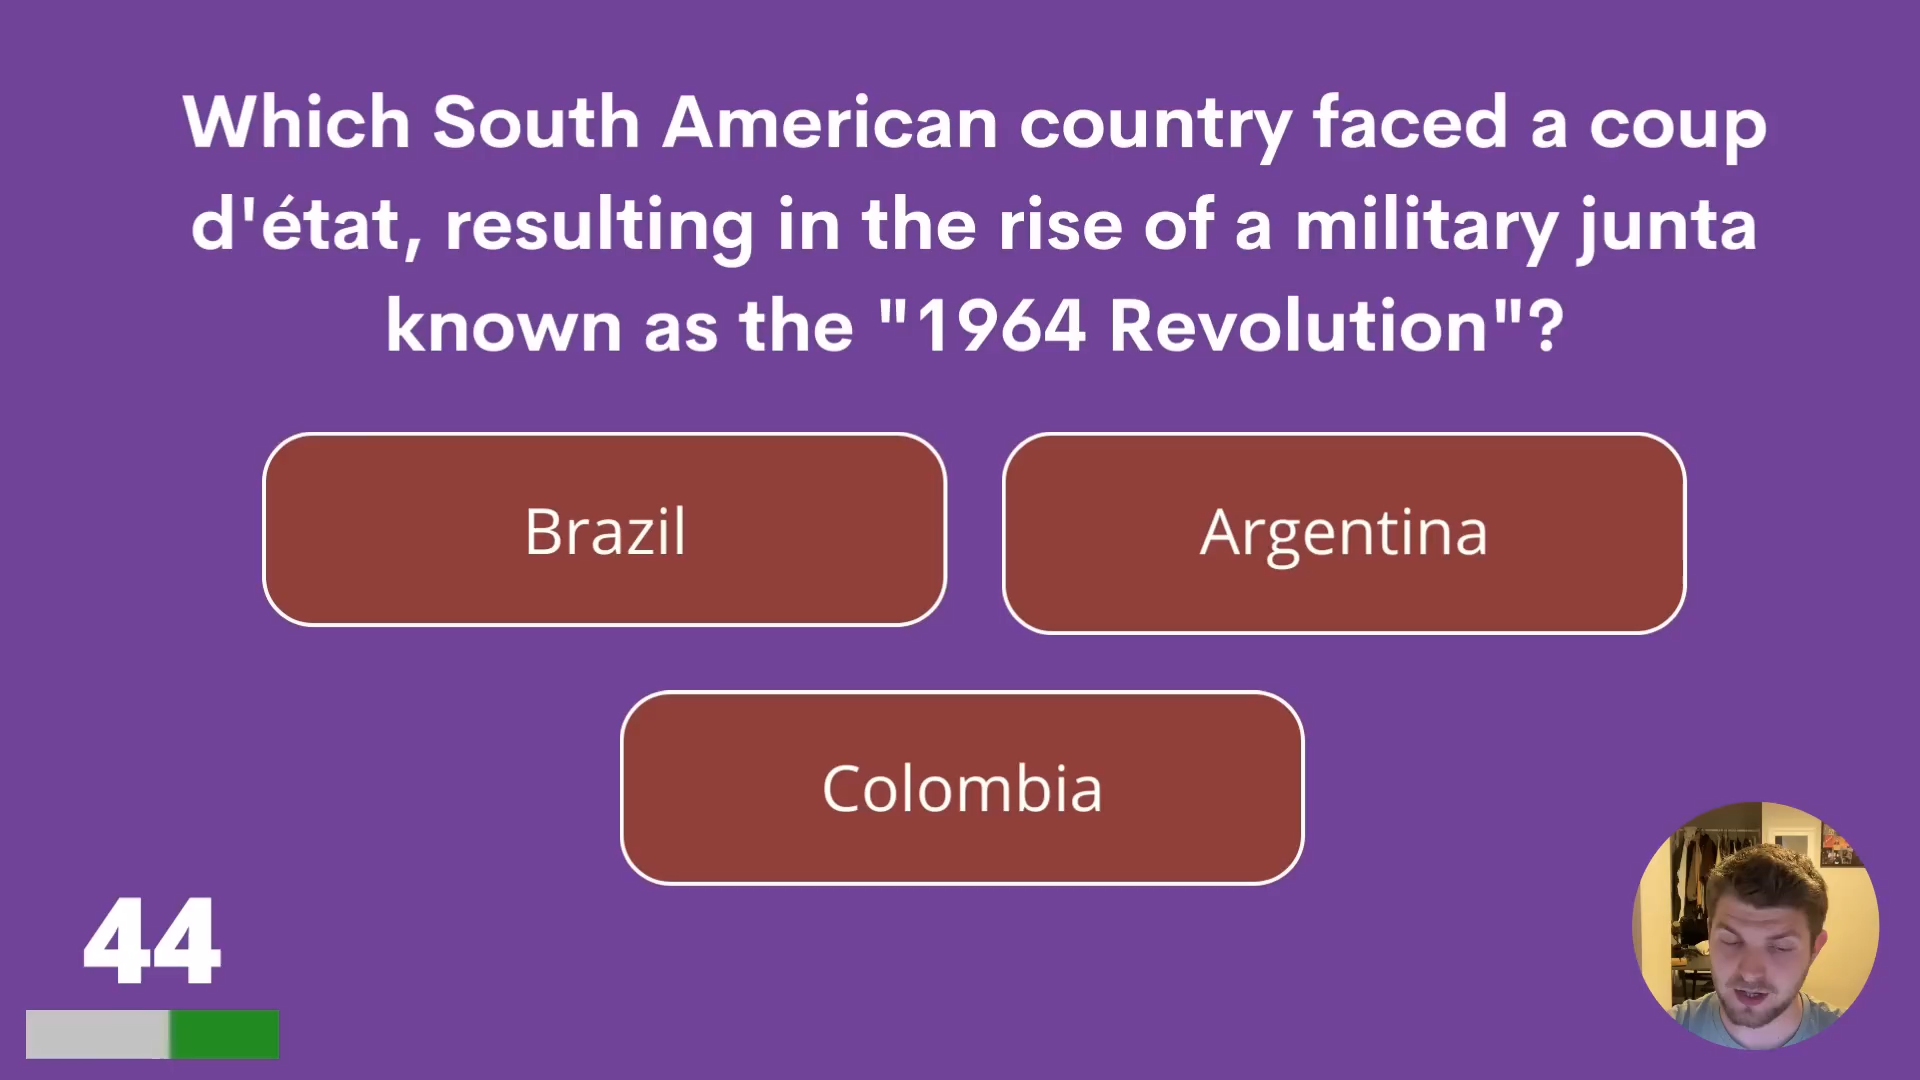 Which South American country faced a coup
d'état, resulting in the rise of a military junta
known as the "1964 Revolution"?
Brazil
Argentina
Colombia
44